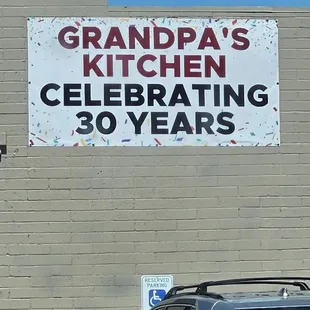 GRANDPA'S
KITCHEN
CELEBRATING
30 YEARS
RESERVED
PARKING